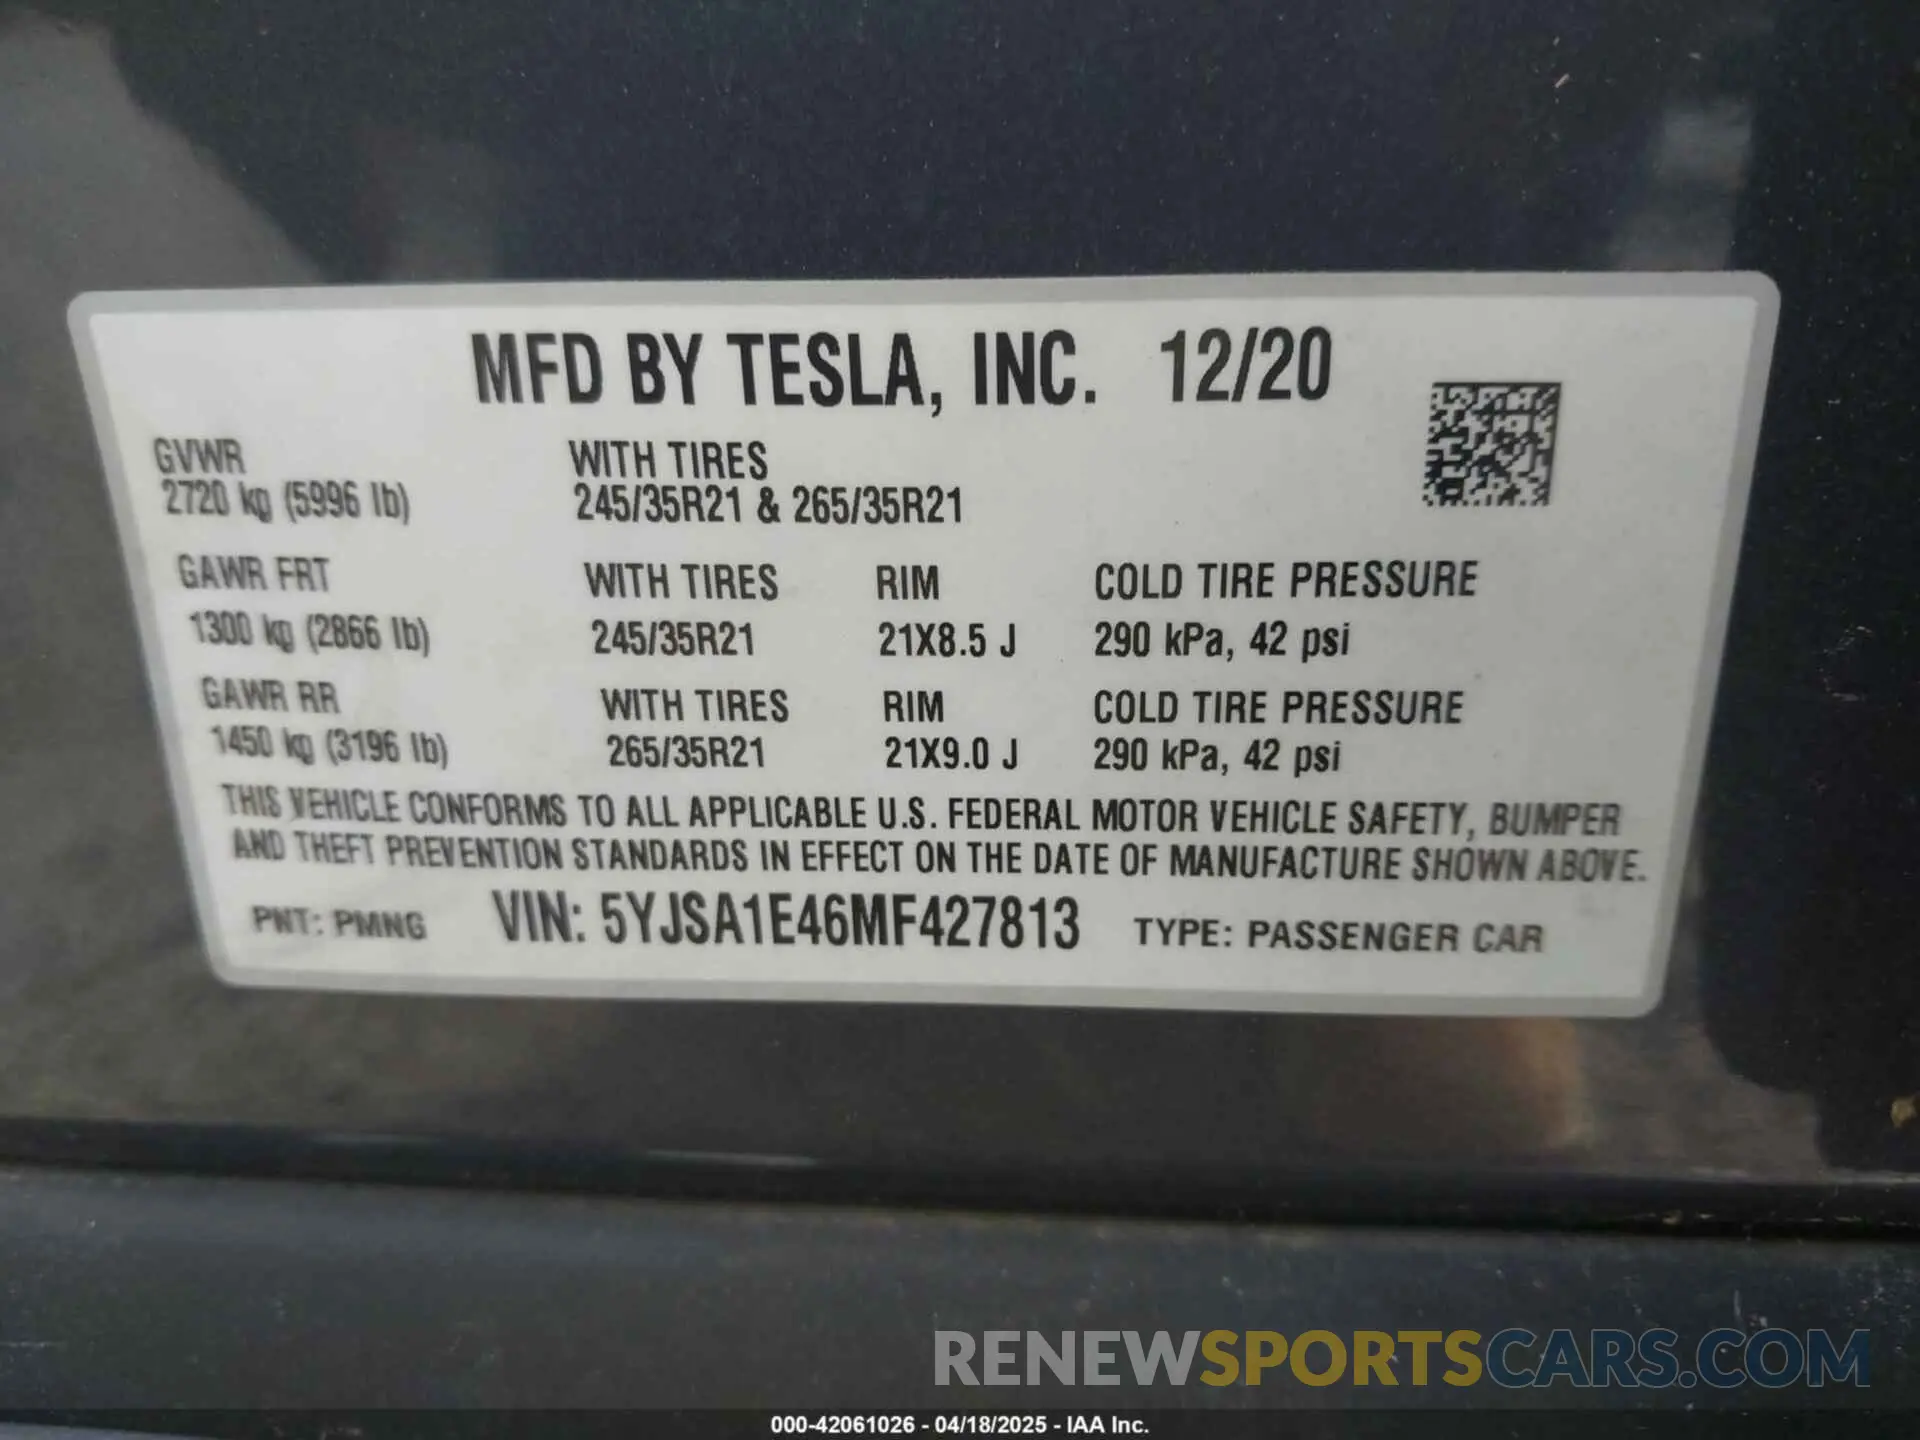 MFD BY TESLA, INC. 12/20
GVWR WITH TIRES
2720 kg (5996 lb) 245/35R21 & 265/35R21
GAWR FRT WITH TIRES RIM COLD TIRE PRESSURE
1300 kg (2866 lb) 245/35R21 21X8.5 J 290 kPa, 42 psi
GAWR RR WITH TIRES RIM COLD TIRE PRESSURE
1450 kg (3196 lb) 265/35R21 21X9.0 J 290 kPa, 42 psi
THIS VEHICLE CONFORMS TO ALL APPLICABLE U.S. FEDERAL MOTOR VEHICLE SAFETY, BUMPER
AND THEFT PREVENTION STANDARDS IN EFFECT ON THE DATE OF MANUFACTURE SHOWN ABOVE.
PNT: PMNG VIN: 5YJSA1E46MF427813 TYPE: PASSENGER CAR
RENEWSPORTSCARS.COM
000-42061026 - 04/18/2025 - IAA Inc.